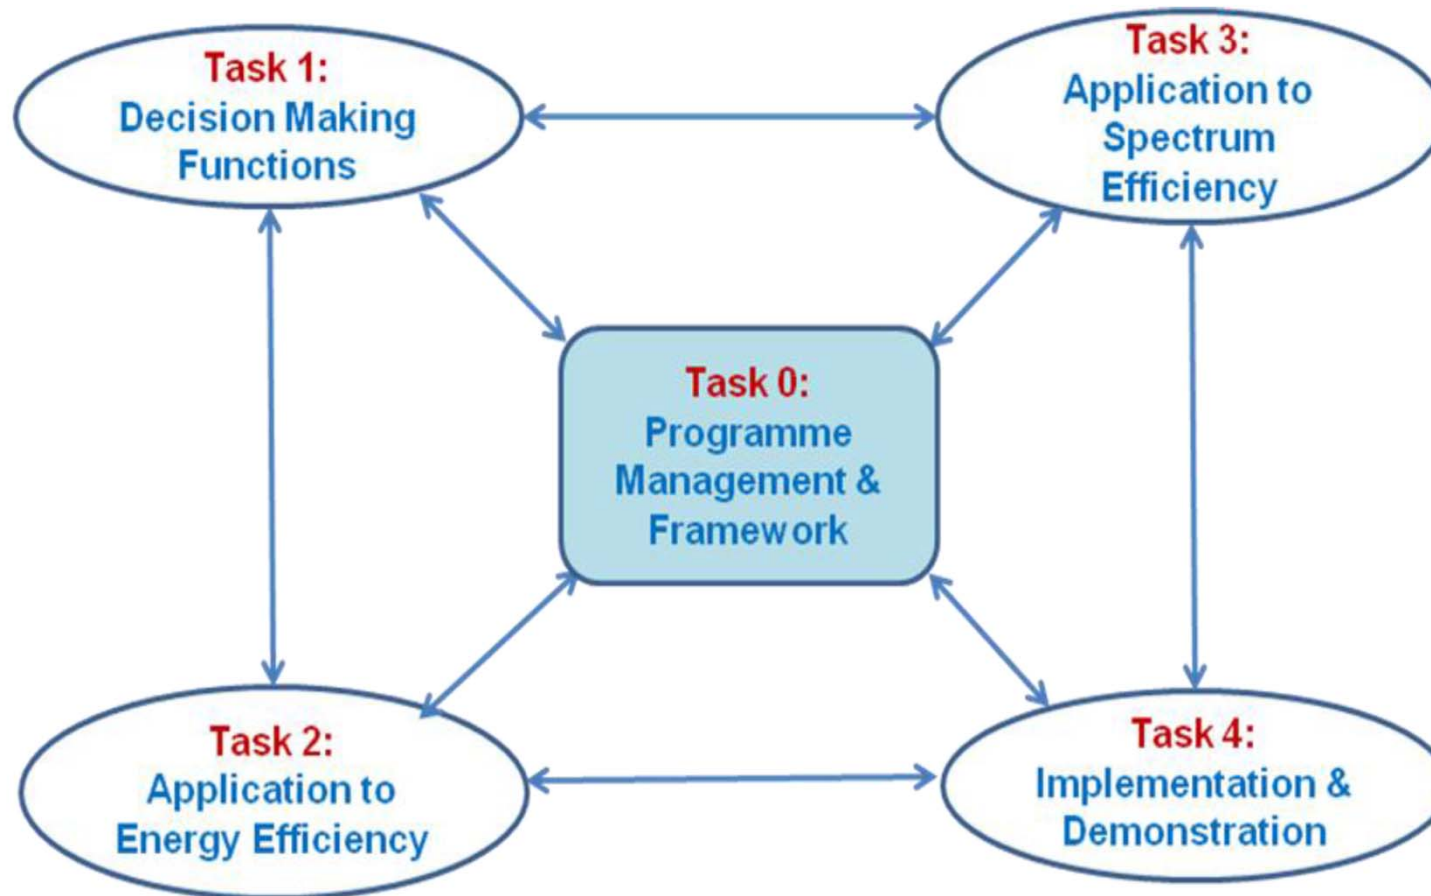 Task 1:
Decision Making
Functions
Task 3:
Application to
Spectrum
Efficiency
Task 0:
Programme
Management &
Framework
Task 2:
Application to
Energy Efficiency
Task 4:
Implementation &
Demonstration